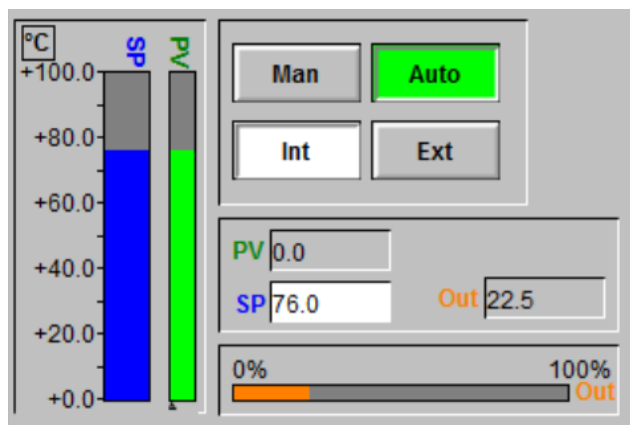 °C
SP PV
+100.0
+80.0
+60.0
+40.0
+20.0
+0.0
Man Auto
Int Ext
PV 0.0
SP 76.0
Out 22.5
0% 100%
Out